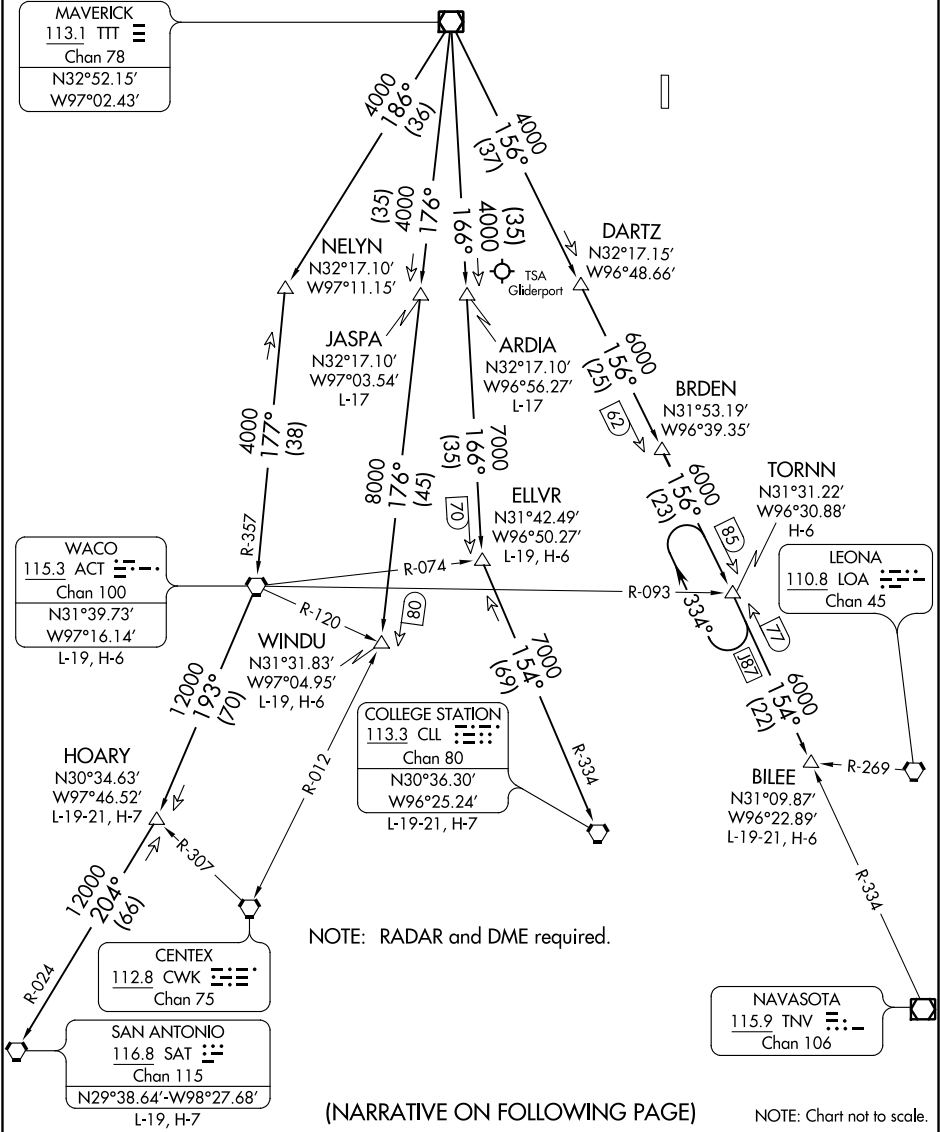 MAVERICK
113.1 TTT
Chan 78
N32°52.15′
W97°02.43′
4000
186°
(36)
(35)
4000
176°
166°
4000
(35)
4000
156°
(37)
NELYN
N32°17.10′
W97°11.15′
TSA
Gliderport
DARTZ
N32°17.15′
W96°48.66′
JASPA
N32°17.10′
W97°03.54′
L-17
ARDIA
N32°17.10′
W96°56.27′
L-17
6000
156°
(25)
62
BRDEN
N31°53.19′
W96°39.35′
4000
177°
(38)
R-357
8000
176°
(45)
7000
166°
(35)
70
ELLVR
N31°42.49′
W96°50.27′
L-19, H-6
6000
156°
(23)
85
TORNN
N31°31.22′
W96°30.88′
H-6
WACO
115.3 ACT
Chan 100
N31°39.73′
W97°16.14′
L-19, H-6
R-074
R-093
R-120
80
334°
77
J87
LEONA
110.8 LOA
Chan 45
WINDU
N31°31.83′
W97°04.95′
L-19, H-6
12000
193°
(70)
7000
154°
(69)
R-334
6000
154°
(22)
COLLEGE STATION
113.3 CLL
Chan 80
N30°36.30′
W96°25.24′
L-19-21, H-7
HOARY
N30°34.63′
W97°46.52′
L-19-21, H-7
R-012
R-307
R-269
BILEE
N31°09.87′
W96°22.89′
L-19-21, H-6
R-334
12000
204°
(66)
R-024
NOTE: RADAR and DME required.
CENTEX
112.8 CWK
Chan 75
NAVASOTA
115.9 TNV
Chan 106
SAN ANTONIO
116.8 SAT
Chan 115
N29°38.64′-W98°27.68′
L-19, H-7
(NARRATIVE ON FOLLOWING PAGE)
NOTE: Chart not to scale.